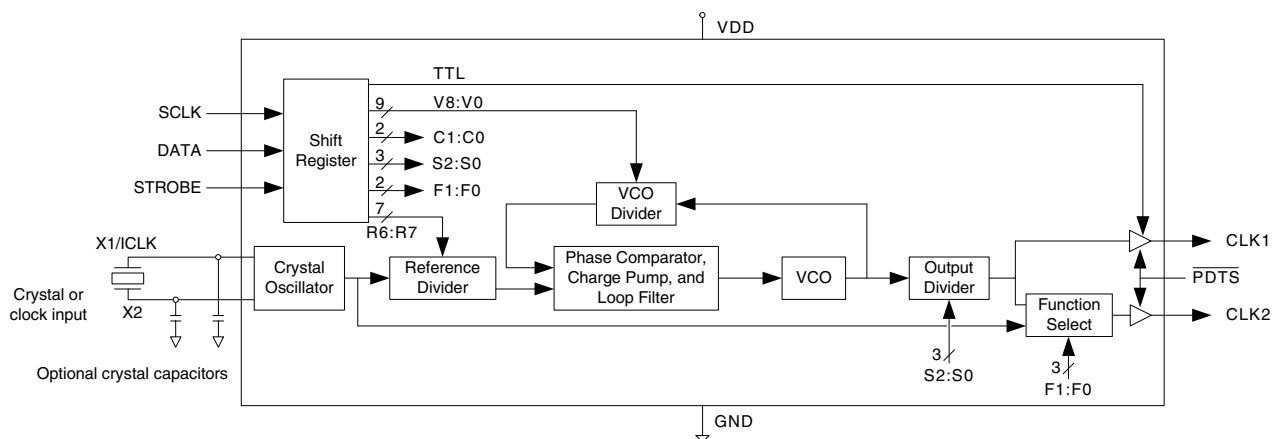 VDD
TTL
SCLK
DATA
STROBE
Shift
Register
9
V8:V0
2
C1:C0
3
S2:S0
2
F1:F0
7
R6:R7
VCO
Divider
X1/ICLK
X2
Crystal or
clock input
Optional crystal capacitors
Crystal
Oscillator
Reference
Divider
Phase Comparator,
Charge Pump, and
Loop Filter
VCO
Output
Divider
3
S2:S0
Function
Select
3
F1:F0
CLK1
PDTS
CLK2
GND